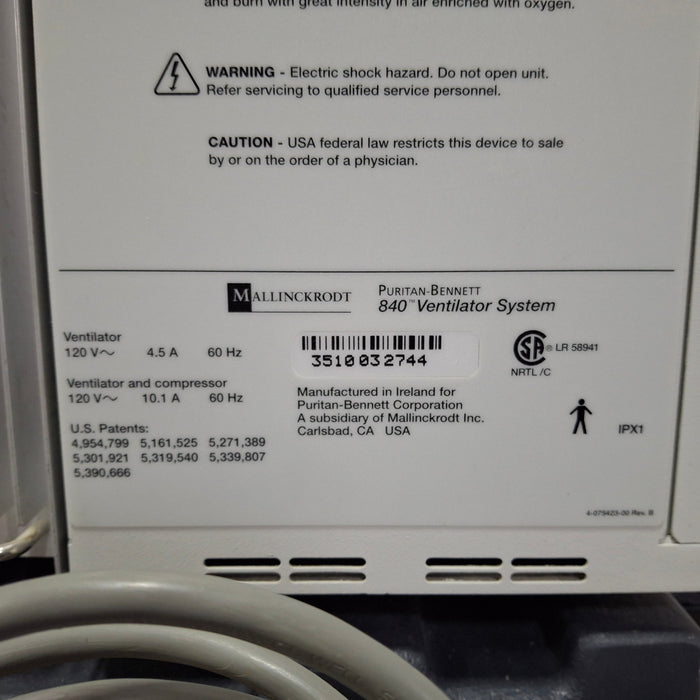 and burn with great intensity in air enriched with oxygen.
WARNING - Electric shock hazard. Do not open unit.
Refer servicing to qualified service personnel.
CAUTION - USA federal law restricts this device to sale
by or on the order of a physician.
MALLINCKRODT
PURITAN-BENNETT
840™ Ventilator System
Ventilator
120 V~ 4.5 A 60 Hz
Ventilator and compressor
120 V~ 10.1 A 60 Hz
U.S. Patents:
4,954,799 5,161,525 5,271,389
5,301,921 5,319,540 5,339,807
5,390,666
3510032744
Manufactured in Ireland for
Puritan-Bennett Corporation
A subsidiary of Mallinckrodt Inc.
Carlsbad, CA USA
SA ® LR 58941
NRTL /C
IPX1
4-075423-00 Rev. B